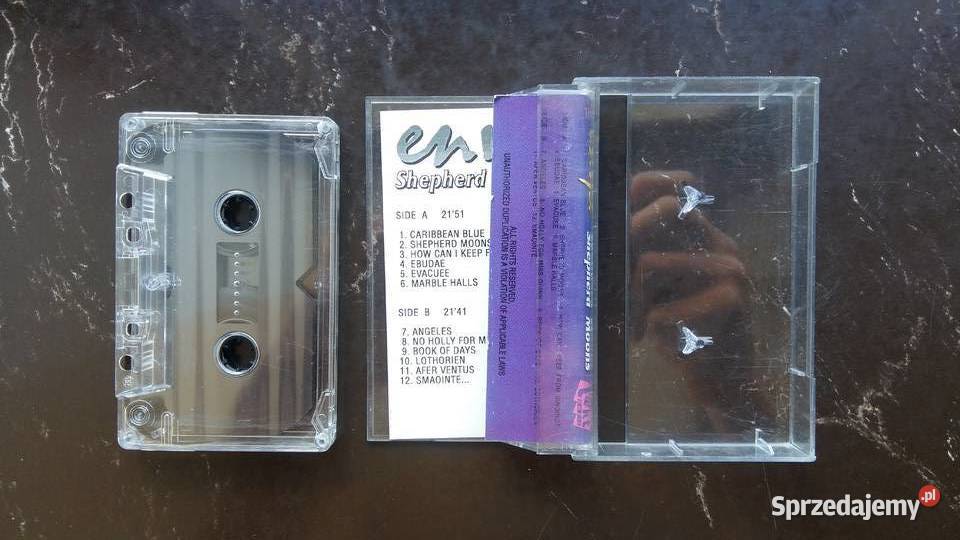 Shepherd
SIDE A 21'51
1. CARIBBEAN BLUE
2. SHEPHERD MOONS
3. HOW CAN I KEEP F
4. EBUDAE
5. EVACUEE
6. MARBLE HALLS
SIDE B 21'41
7. ANGELES
8. NO HOLLY FOR M
9. BOOK OF DAYS
10. LOTHORIEN
11. AFER VENTUS
12. SMAOINTE...
ALL RIGHTS RESERVED.
UNAUTHORIZED DUPLICATION IS A VIOLATION OF APPLICABLE LAWS
shepherd moons
Sprzedajemy.pl